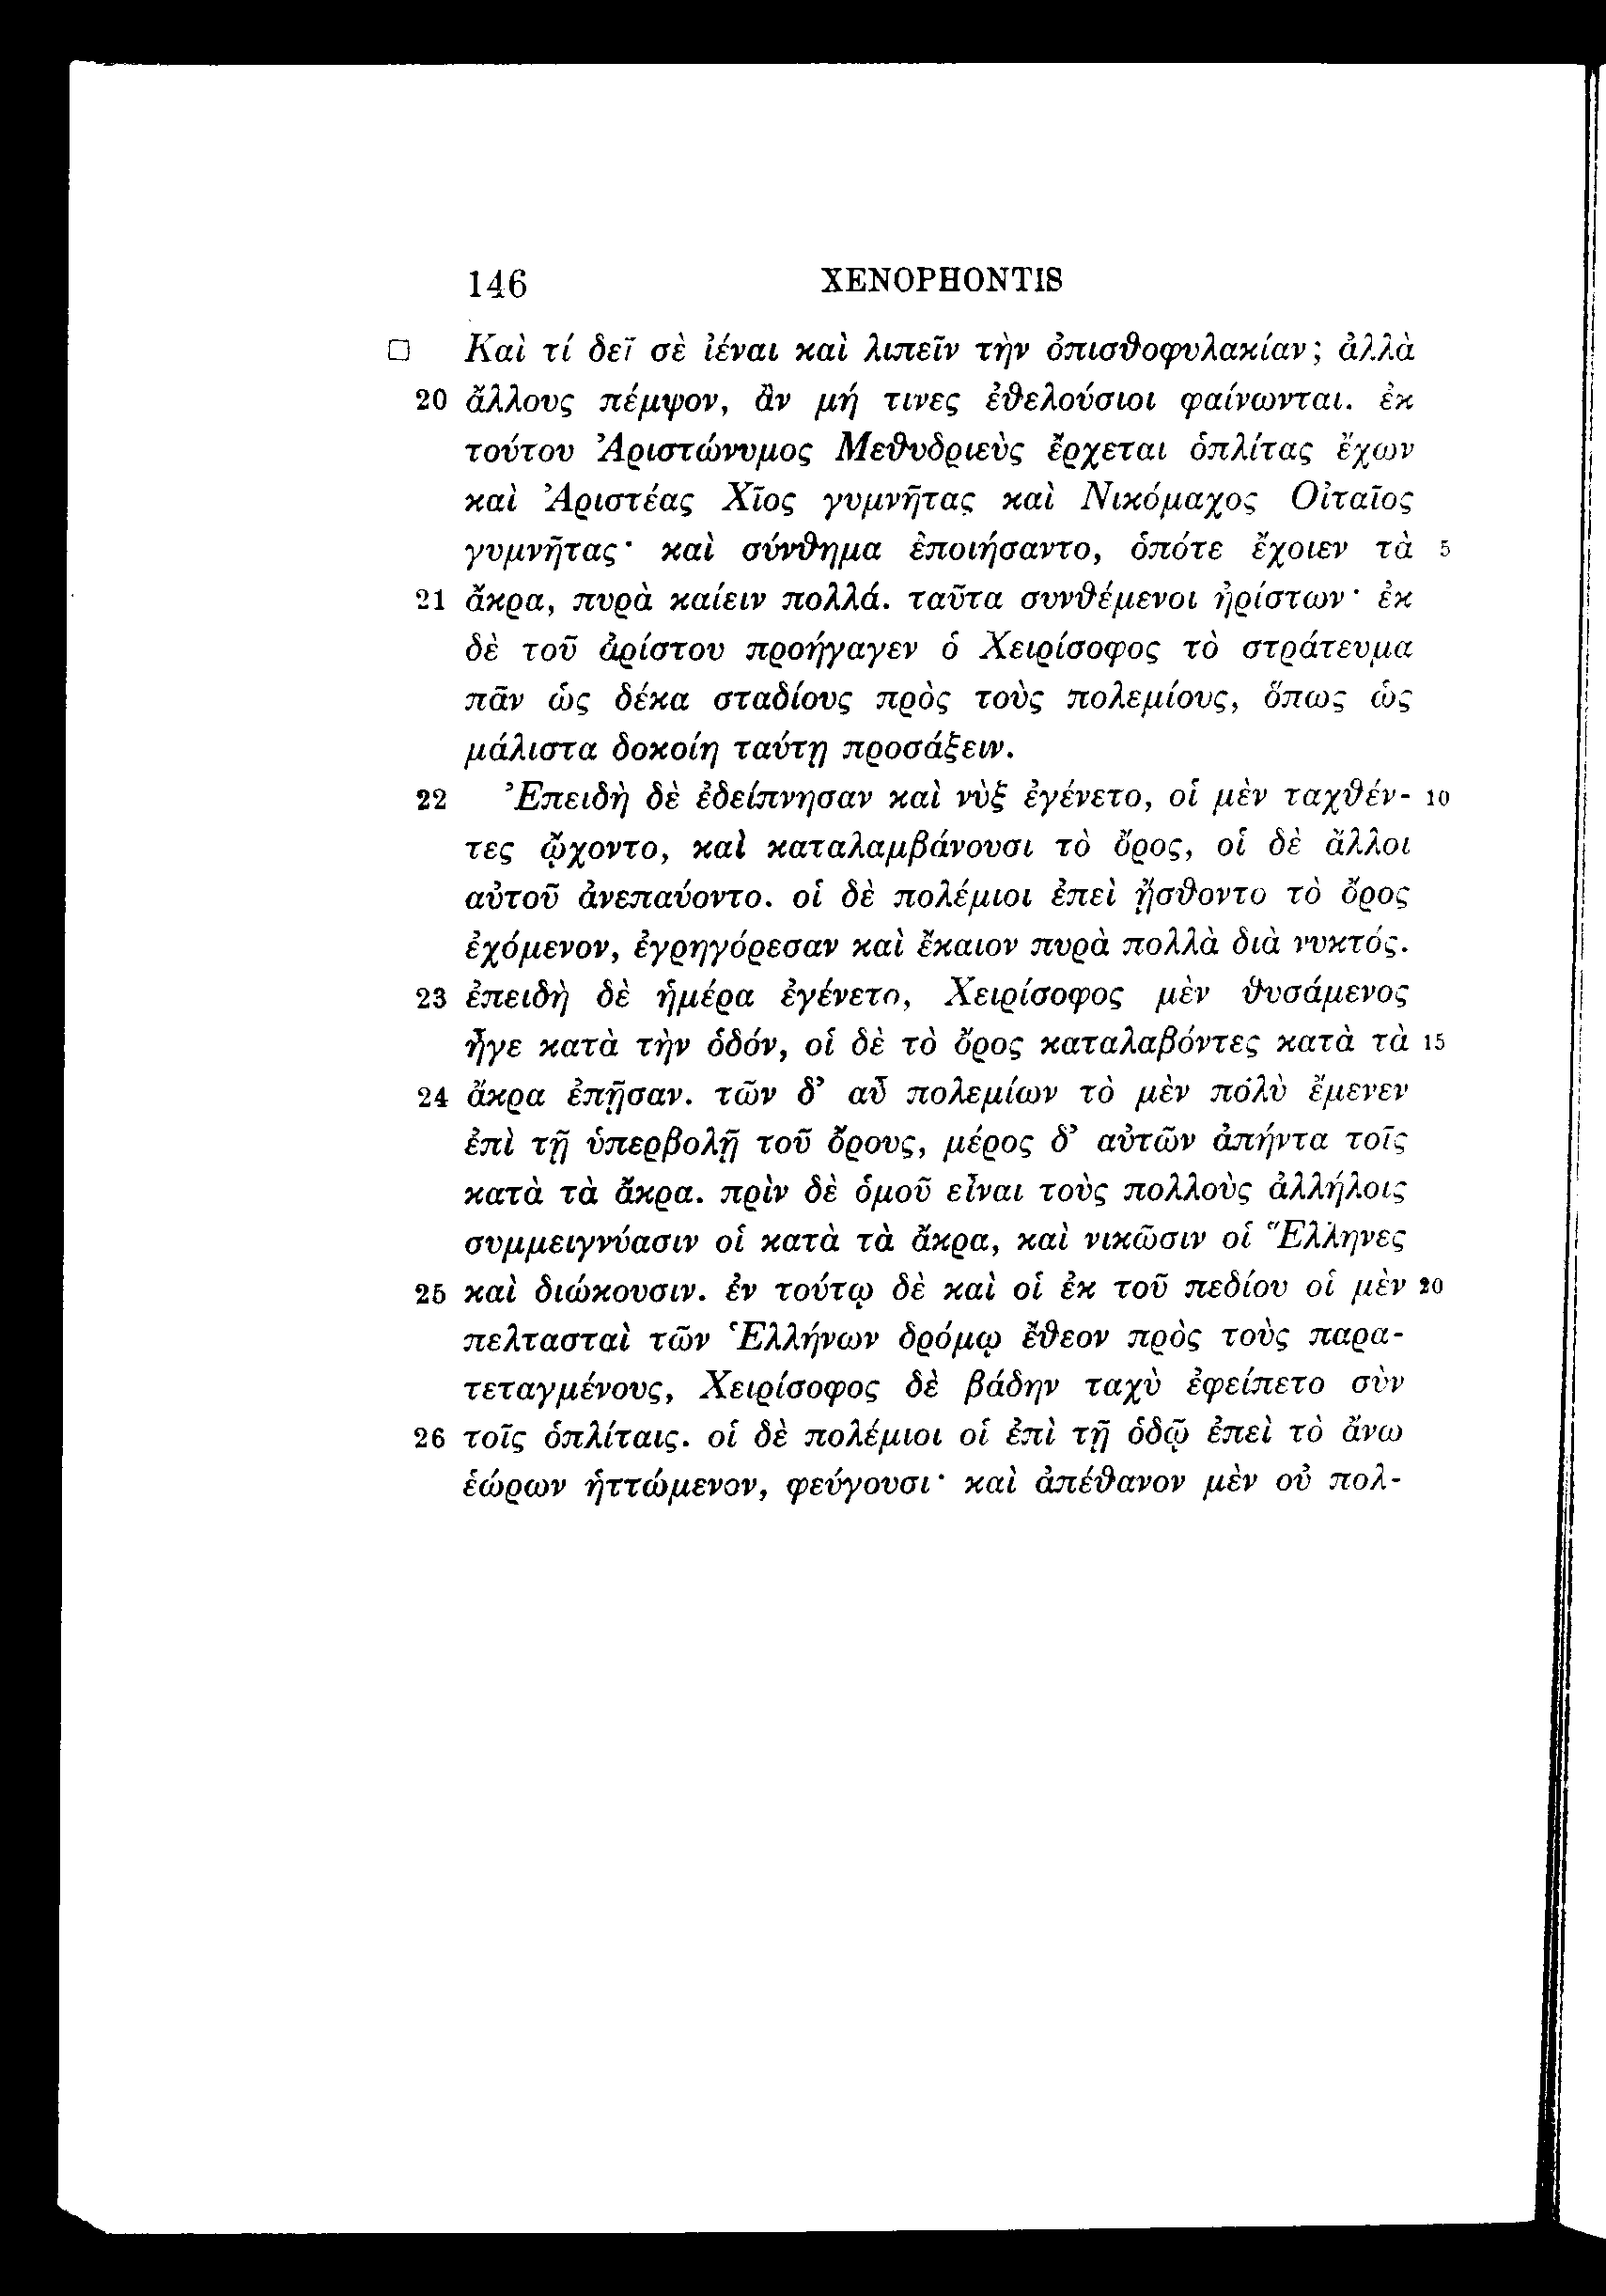 146 XENOPHONTIS
Καὶ τί δεῖ σὲ ἰέναι καὶ λιπεῖν τὴν ὀπισθοφυλακίαν; ἀλλὰ
20 ἄλλους πέμψον, ἂν μή τινες ἐθελούσιοι φαίνωνται. ἐκ
τούτου Ἀριστώνυμος Μεθυδριεὺς ἔρχεται ὁπλίτας ἔχων
καὶ Ἀριστέας Χῖος γυμνῆτας καὶ Νικόμαχος Οἰταῖος
γυμνῆτας· καὶ σύνθημα ἐποιήσαντο, ὁπότε ἔχοιεν τὰ 5
21 ἄκρα, πυρὰ καίειν πολλά. ταῦτα συνθέμενοι ἠρίστων· ἐκ
δὲ τοῦ ἀρίστου προήγαγεν ὁ Χειρίσοφος τὸ στράτευμα
πᾶν ὡς δέκα σταδίους πρὸς τοὺς πολεμίους, ὅπως ὡς
μάλιστα δοκοίη ταύτῃ προσάξειν.
22 Ἐπειδὴ δὲ ἐδείπνησαν καὶ νὺξ ἐγένετο, οἱ μὲν ταχθέν- 10
τες ᾤχοντο, καὶ καταλαμβάνουσι τὸ ὄρος, οἱ δὲ ἄλλοι
αὐτοῦ ἀνεπαύοντο. οἱ δὲ πολέμιοι ἐπεὶ ᾔσθοντο τὸ ὄρος
ἐχόμενον, ἐγρηγόρεσαν καὶ ἔκαιον πυρὰ πολλὰ διὰ νυκτός.
23 ἐπειδὴ δὲ ἡμέρα ἐγένετο, Χειρίσοφος μὲν θυσάμενος
ἦγε κατὰ τὴν ὁδόν, οἱ δὲ τὸ ὄρος καταλαβόντες κατὰ τὰ 15
24 ἄκρα ἐπῇσαν. τῶν δ’ αὖ πολεμίων τὸ μὲν πολὺ ἔμενεν
ἐπὶ τῇ ὑπερβολῇ τοῦ ὄρους, μέρος δ’ αὐτῶν ἀπήντα τοῖς
κατὰ τὰ ἄκρα. πρὶν δὲ ὁμοῦ εἶναι τοὺς πολλοὺς ἀλλήλοις
συμμειγνύασιν οἱ κατὰ τὰ ἄκρα, καὶ νικῶσιν οἱ Ἕλληνες
25 καὶ διώκουσιν. ἐν τούτῳ δὲ καὶ οἱ ἐκ τοῦ πεδίου οἱ μὲν 20
πελτασταὶ τῶν Ἑλλήνων δρόμῳ ἔθεον πρὸς τοὺς παρα-
τεταγμένους, Χειρίσοφος δὲ βάδην ταχὺ ἐφείπετο σὺν
26 τοῖς ὁπλίταις. οἱ δὲ πολέμιοι οἱ ἐπὶ τῇ ὁδῷ ἐπεὶ τὸ ἄνω
ἑώρων ἡττώμενον, φεύγουσι· καὶ ἀπέθανον μὲν οὐ πολ-